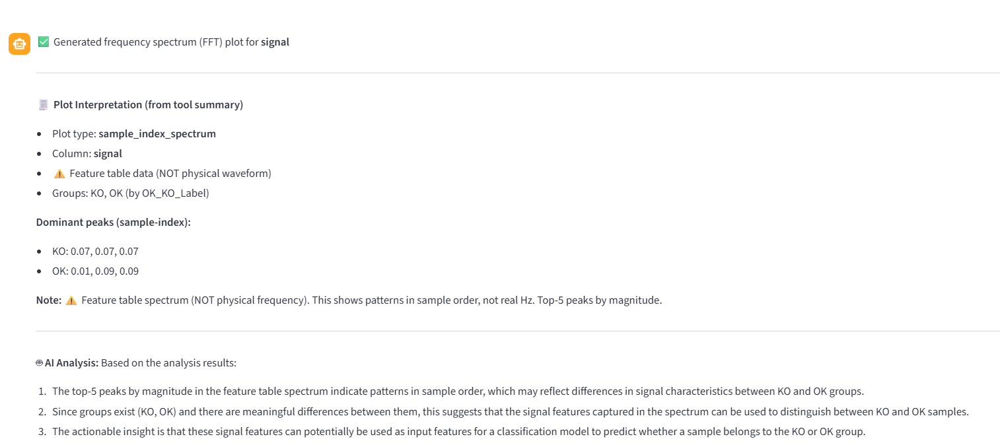 ✅ Generated frequency spectrum (FFT) plot for signal
🧾 Plot Interpretation (from tool summary)
• Plot type: sample_index_spectrum
• Column: signal
• ⚠️ Feature table data (NOT physical waveform)
• Groups: KO, OK (by OK_KO_Label)
Dominant peaks (sample-index):
• KO: 0.07, 0.07, 0.07
• OK: 0.01, 0.09, 0.09
Note: ⚠️ Feature table spectrum (NOT physical frequency). This shows patterns in sample order, not real Hz. Top-5 peaks by magnitude.
AI Analysis: Based on the analysis results:
1. The top-5 peaks by magnitude in the feature table spectrum indicate patterns in sample order, which may reflect differences in signal characteristics between KO and OK groups.
2. Since groups exist (KO, OK) and there are meaningful differences between them, this suggests that the signal features captured in the spectrum can be used to distinguish between KO and OK samples.
3. The actionable insight is that these signal features can potentially be used as input features for a classification model to predict whether a sample belongs to the KO or OK group.